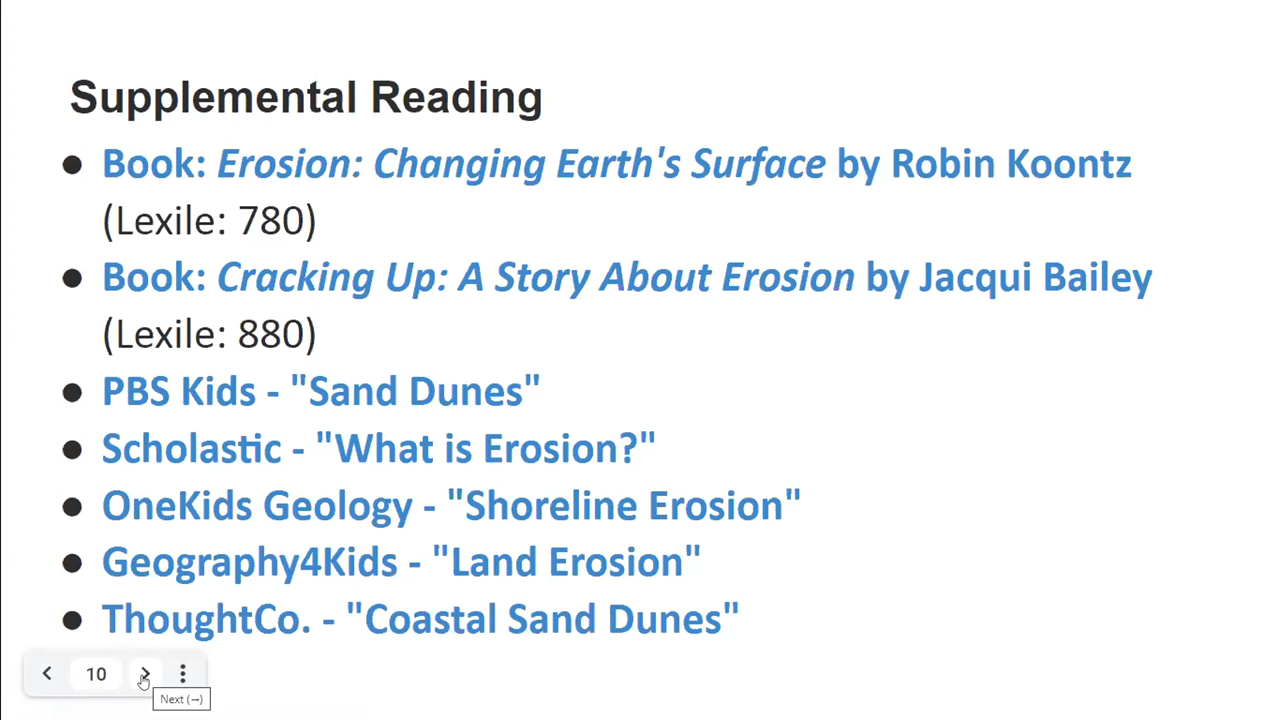 Supplemental Reading
● Book: Erosion: Changing Earth's Surface by Robin Koontz
(Lexile: 780)
● Book: Cracking Up: A Story About Erosion by Jacqui Bailey
(Lexile: 880)
● PBS Kids - "Sand Dunes"
● Scholastic - "What is Erosion?"
● OneKids Geology - "Shoreline Erosion"
● Geography4Kids - "Land Erosion"
● ThoughtCo. - "Coastal Sand Dunes"
10
Next (→)